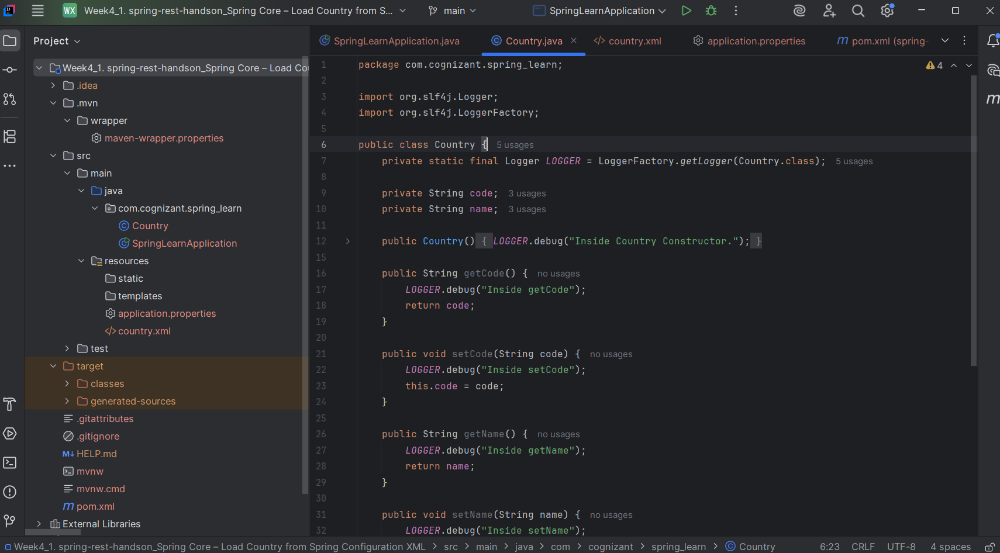 WX Week4_1. spring-rest-handson_Spring Core – Load Country from S... main SpringLearnApplication
Project
Week4_1. spring-rest-handson_Spring Core – Load Co
.idea
.mvn
wrapper
maven-wrapper.properties
src
main
java
com.cognizant.spring_learn
Country
SpringLearnApplication
resources
static
templates
application.properties
country.xml
test
target
classes
generated-sources
.gitattributes
.gitignore
HELP.md
mvnw
mvnw.cmd
pom.xml
External Libraries
SpringLearnApplication.java Country.java country.xml application.properties pom.xml (spring-
4
1 package com.cognizant.spring_learn;
2
3 import org.slf4j.Logger;
4 import org.slf4j.LoggerFactory;
5
6 public class Country { 5 usages
7 private static final Logger LOGGER = LoggerFactory.getLogger(Country.class); 5 usages
8
9 private String code; 3 usages
10 private String name; 3 usages
11
12 public Country() { LOGGER.debug("Inside Country Constructor."); }
15
16 public String getCode() { no usages
17 LOGGER.debug("Inside getCode");
18 return code;
19 }
20
21 public void setCode(String code) { no usages
22 LOGGER.debug("Inside setCode");
23 this.code = code;
24 }
25
26 public String getName() { no usages
27 LOGGER.debug("Inside getName");
28 return name;
29 }
30
31 public void setName(String name) { no usages
32 LOGGER.debug("Inside setName");
Week4_1. spring-rest-handson_Spring Core – Load Country from Spring Configuration XML > src > main > java > com > cognizant > spring_learn > Country 6:23 CRLF UTF-8 4 spaces